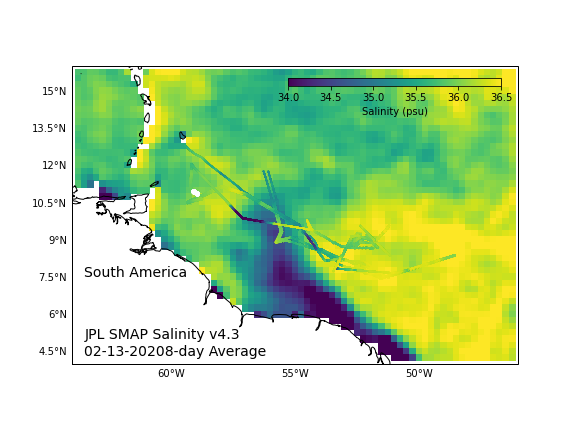 15°N
13.5°N
12°N
10.5°N
9°N
7.5°N
6°N
4.5°N
34.0 34.5 35.0 35.5 36.0 36.5
Salinity (psu)
South America
JPL SMAP Salinity v4.3
02-13-20208-day Average
60°W 55°W 50°W